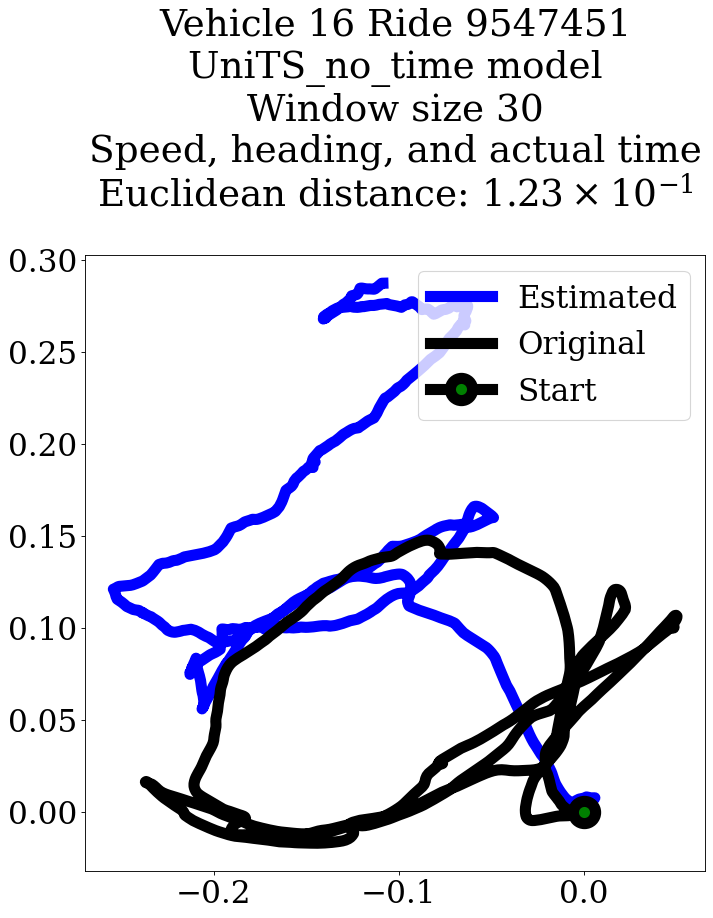 Vehicle 16 Ride 9547451
UniTS_no_time model
Window size 30
Speed, heading, and actual time
Euclidean distance: 1.23 × 10⁻¹
0.30
0.25
0.20
0.15
0.10
0.05
0.00
−0.2
−0.1
0.0
Estimated
Original
Start